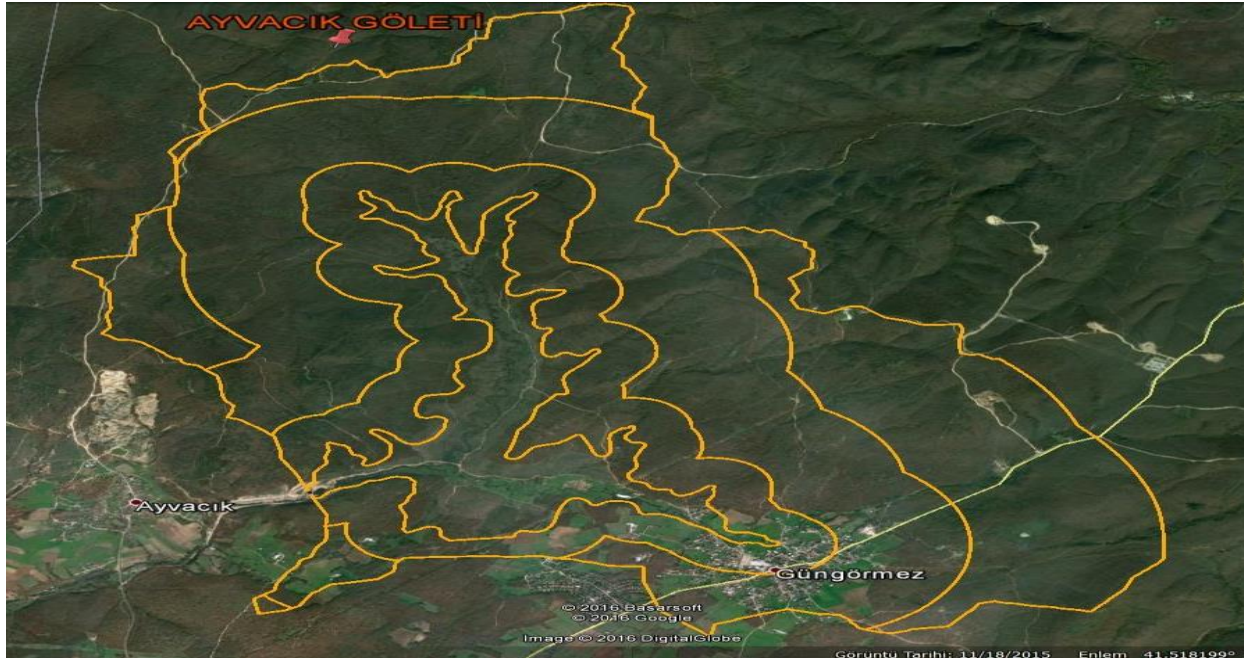 AYVACIK GÖLETİ
Ayvacık
Güngörmez
© 2016 Basarsoft
© 2016 Google
Image © 2016 DigitalGlobe
Görüntü Tarihi: 11/18/2015 Enlem 41.518199°